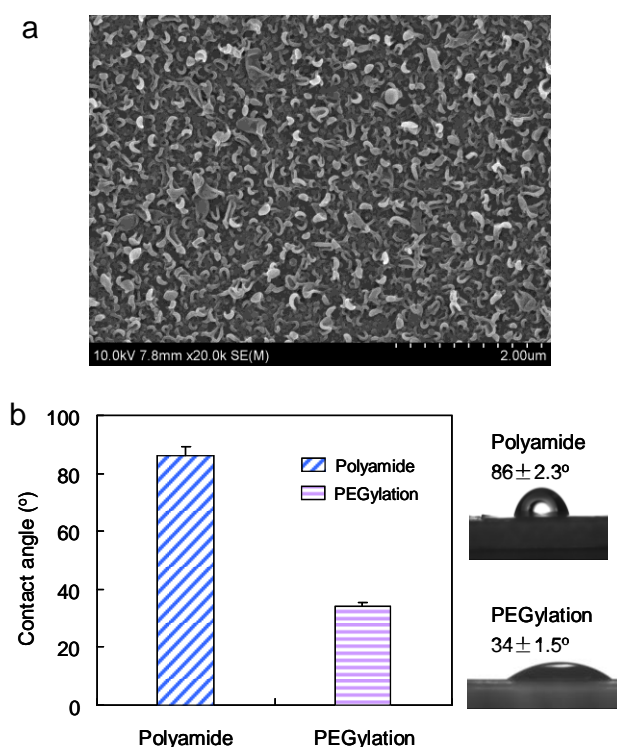 a
10.0kV 7.8mm x20.0k SE(M) 2.00um
b
100
80
60
40
20
0
Contact angle (º)
Polyamide
PEGylation
Polyamide
PEGylation
Polyamide
86±2.3º
PEGylation
34±1.5º